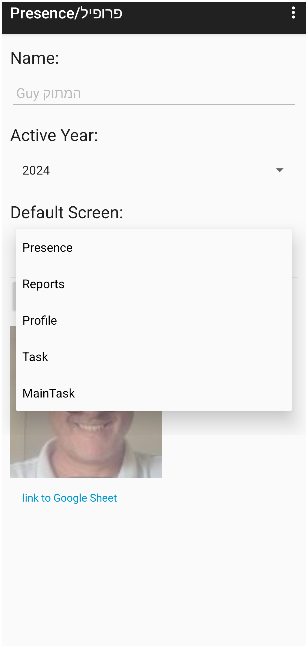 Presence/פרופיל
Name:
Guy המתוק
Active Year:
2024
Default Screen:
Presence
Reports
Profile
Task
MainTask
link to Google Sheet